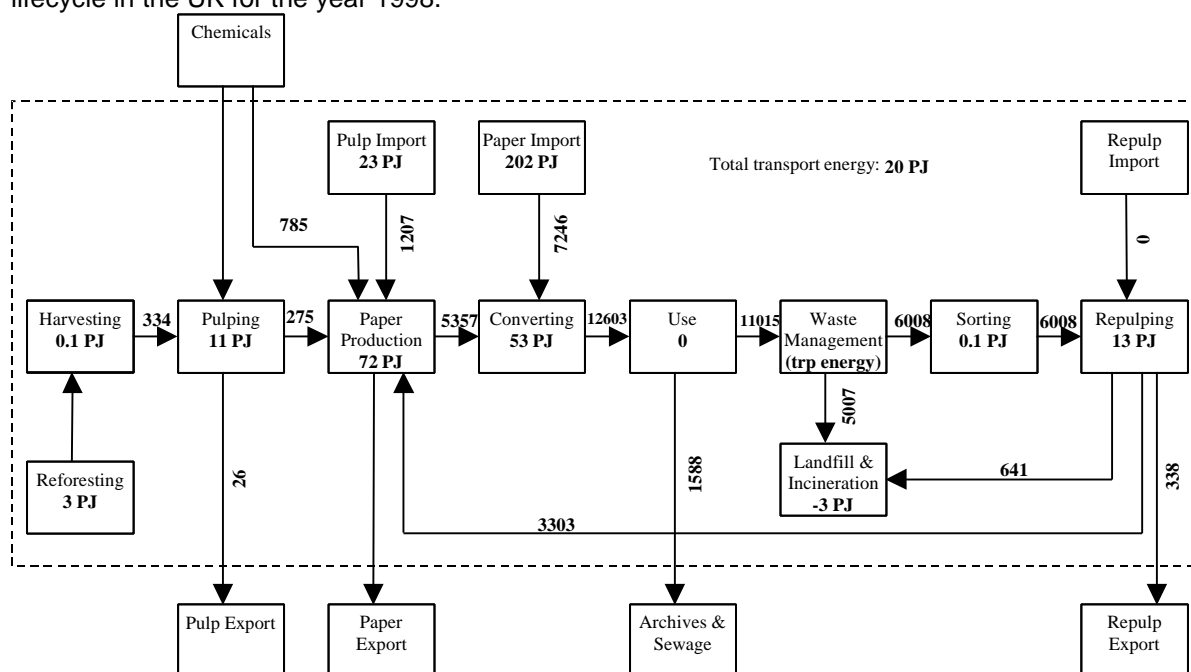 lifecycle in the UK for the year 1998.
Chemicals
Pulp Import
23 PJ
Paper Import
202 PJ
Total transport energy: 20 PJ
Repulp
Import
785
1207
7246
0
Harvesting
0.1 PJ
334
Pulping
11 PJ
275
Paper
Production
72 PJ
5357
Converting
53 PJ
12603
Use
0
11015
Waste
Management
(trp energy)
6008
Sorting
0.1 PJ
6008
Repulping
13 PJ
5007
Reforesting
3 PJ
26
1588
Landfill &
Incineration
-3 PJ
641
338
3303
Pulp Export
Paper
Export
Archives &
Sewage
Repulp
Export